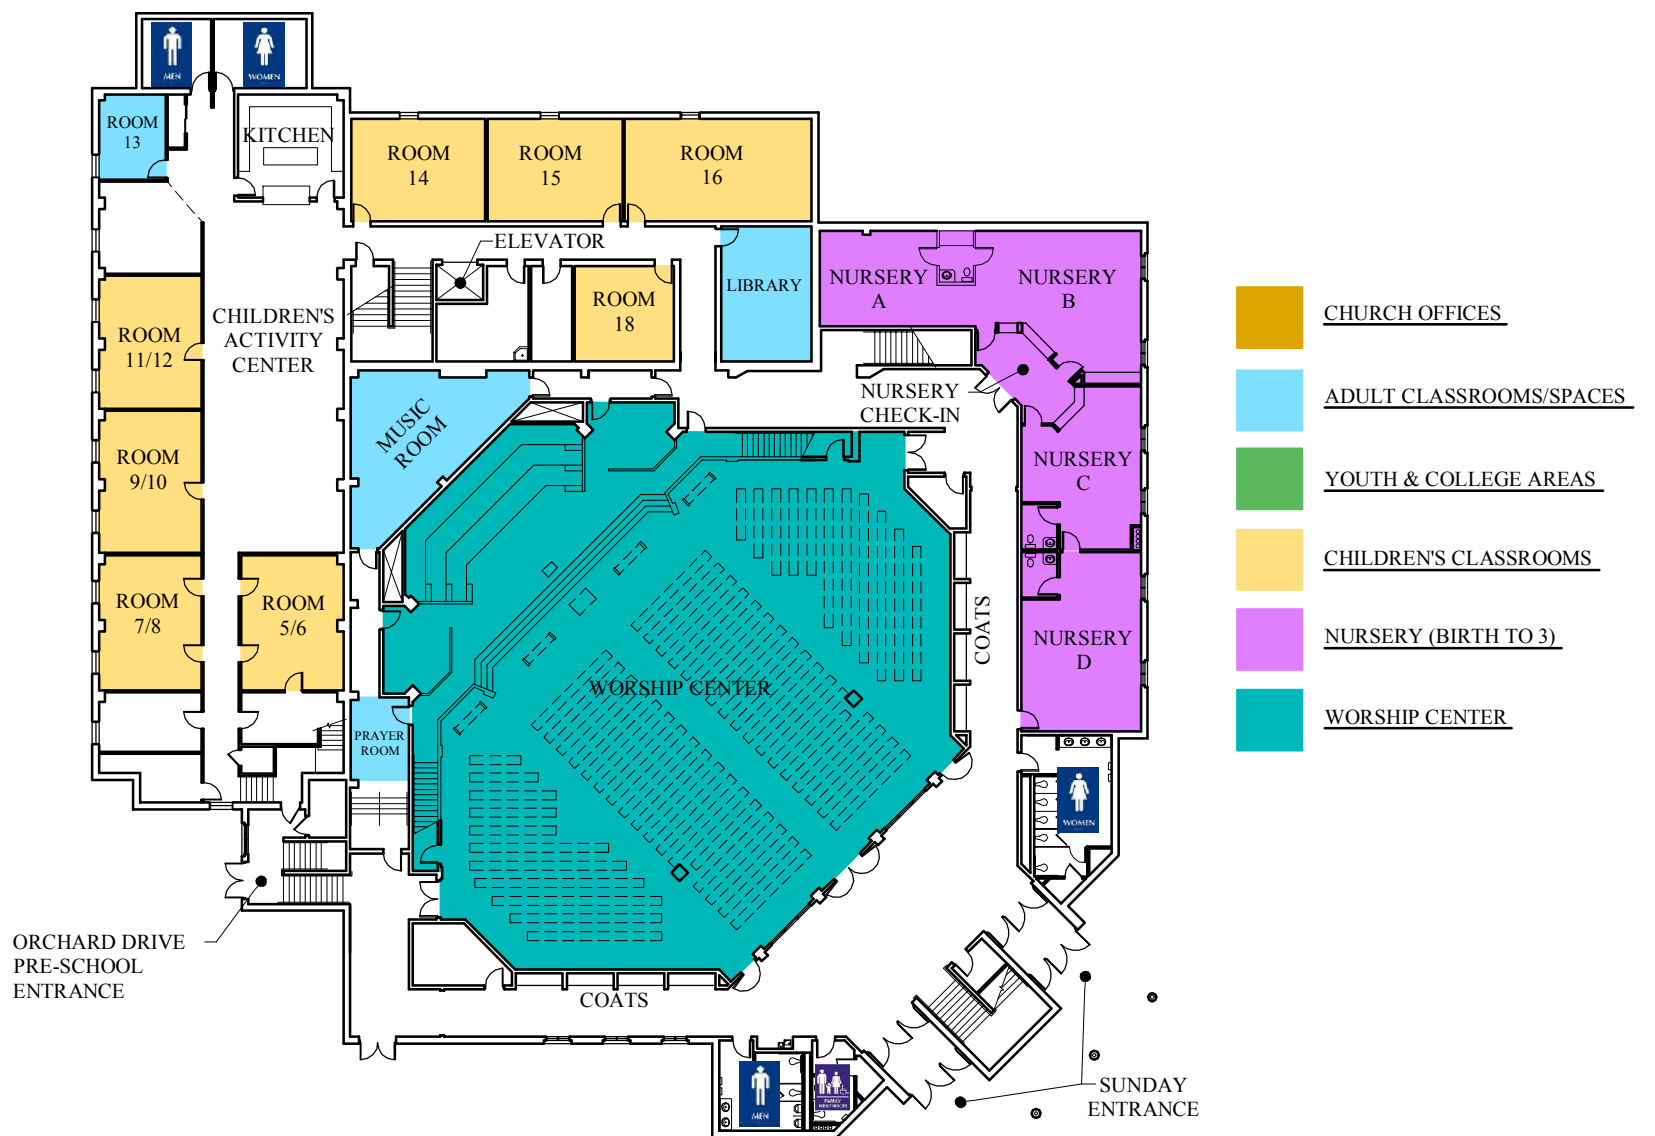 MEN
WOMEN
ROOM
13
KITCHEN
ROOM
14
ROOM
15
ROOM
16
ELEVATOR
LIBRARY
NURSERY
A
NURSERY
B
ROOM
18
CHILDREN'S
ACTIVITY
CENTER
ROOM
11/12
NURSERY
CHECK-IN
MUSIC
ROOM
ROOM
9/10
NURSERY
C
ROOM
7/8
ROOM
5/6
COATS
NURSERY
D
WORSHIP CENTER
PRAYER
ROOM
WOMEN
ORCHARD DRIVE
PRE-SCHOOL
ENTRANCE
COATS
MEN
FAMILY
RESTROOM
SUNDAY
ENTRANCE
CHURCH OFFICES
ADULT CLASSROOMS/SPACES
YOUTH & COLLEGE AREAS
CHILDREN'S CLASSROOMS
NURSERY (BIRTH TO 3)
WORSHIP CENTER